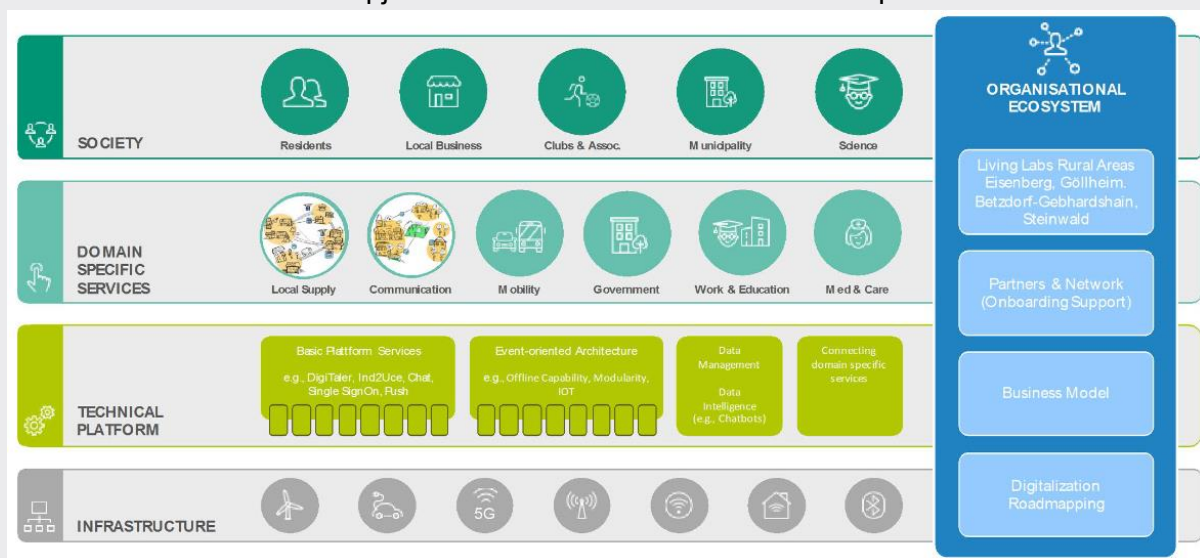 SOCIETY
Residents
Local Business
Clubs & Assoc.
Municipality
Science
DOMAIN
SPECIFIC
SERVICES
Local Supply
Communication
Mobility
Government
Work & Education
Med & Care
TECHNICAL
PLATFORM
Basic Plattform Services
e.g., DigiTaler, Ind2Uce, Chat,
Single SignOn, Push
Event-oriented Architecture
e.g., Offline Capability, Modularity,
IOT
Data
Management
Data
Intelligence
(e.g., Chatbots)
Connecting
domain specific
services
INFRASTRUCTURE
5G
ORGANISATIONAL
ECOSYSTEM
Living Labs Rural Areas
Eisenberg, Göllheim.
Betzdorf-Gebhardshain,
Steinwald
Partners & Network
(Onboarding Support)
Business Model
Digitalization
Roadmapping